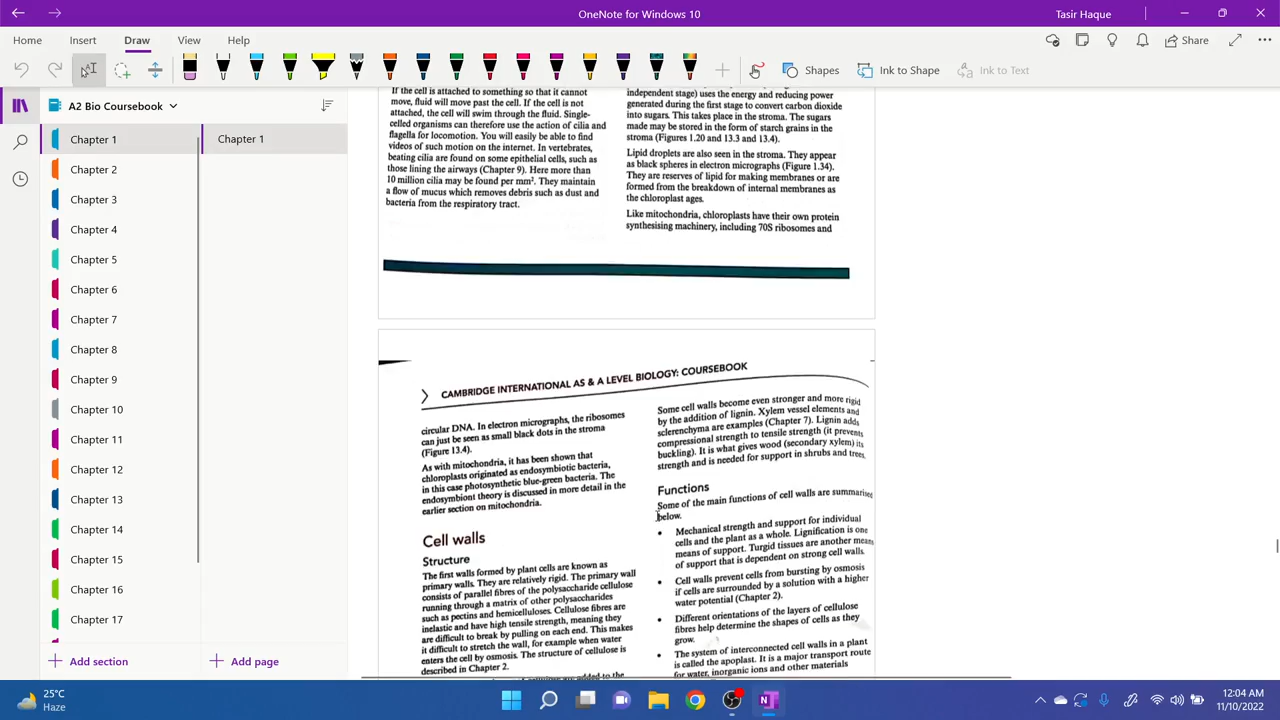 OneNote for Windows 10
Tasir Haque
Home
Insert
Draw
View
Help
Share
Shapes
Ink to Shape
Ink to Text
A2 Bio Coursebook
Chapter 1
Chapter 2
Chapter 3
Chapter 4
Chapter 5
Chapter 6
Chapter 7
Chapter 8
Chapter 9
Chapter 10
Chapter 11
Chapter 12
Chapter 13
Chapter 14
Chapter 15
Chapter 16
Chapter 17
Add section
Chapter 1
Add page
If the cell is attached to something so that it cannot
move, fluid will move past the cell. If the cell is not
attached, the cell will swim through the fluid. Single-
celled organisms can therefore use the action of cilia and
flagella for locomotion. You will easily be able to find
videos of such motion on the internet. In vertebrates,
beating cilia are found on some epithelial cells, such as
those lining the airways (Chapter 9). Here more than
10 million cilia may be found per mm². They maintain
a flow of mucus which removes debris such as dust and
bacteria from the respiratory tract.
independent stage) uses the energy and reducing power
generated during the first stage to convert carbon dioxide
into sugars. This takes place in the stroma. The sugars
made may be stored in the form of starch grains in the
stroma (Figures 1.20 and 13.3 and 13.4).
Lipid droplets are also seen in the stroma. They appear
as black spheres in electron micrographs (Figure 1.34).
They are reserves of lipid for making membranes or are
formed from the breakdown of internal membranes as
the chloroplast ages.
Like mitochondria, chloroplasts have their own protein
synthesising machinery, including 70S ribosomes and
CAMBRIDGE INTERNATIONAL AS & A LEVEL BIOLOGY: COURSEBOOK
circular DNA. In electron micrographs, the ribosomes
can just be seen as small black dots in the stroma
(Figure 13.4).
As with mitochondria, it has been shown that
chloroplasts originated as endosymbiotic bacteria,
in this case photosynthetic blue-green bacteria. The
endosymbiont theory is discussed in more detail in the
earlier section on mitochondria.
Cell walls
Structure
The first walls formed by plant cells are known as
primary walls. They are relatively rigid. The primary wall
consists of parallel fibres of the polysaccharide cellulose
running through a matrix of other polysaccharides
such as pectins and hemicelluloses. Cellulose fibres are
inelastic and have high tensile strength, meaning they
are difficult to break by pulling on each end. This makes
it difficult to stretch the wall, for example when water
enters the cell by osmosis. The structure of cellulose is
described in Chapter 2.
of cellulose are added to the
Some cell walls become even stronger and more rigid
by the addition of lignin. Xylem vessel elements and
sclerenchyma are examples (Chapter 7). Lignin adds
compressional strength to tensile strength (it prevents
buckling). It is what gives wood (secondary xylem) its
strength and is needed for support in shrubs and trees.
Functions
Some of the main functions of cell walls are summarised
below.
• Mechanical strength and support for individual
cells and the plant as a whole. Lignification is one
means of support. Turgid tissues are another means
of support that is dependent on strong cell walls.
• Cell walls prevent cells from bursting by osmosis
if cells are surrounded by a solution with a higher
water potential (Chapter 2).
• Different orientations of the layers of cellulose
fibres help determine the shapes of cells as they
grow.
• The system of interconnected cell walls in a plant
is called the apoplast. It is a major transport route
for water, inorganic ions and other materials
25°C
Haze
12:04 AM
11/10/2022